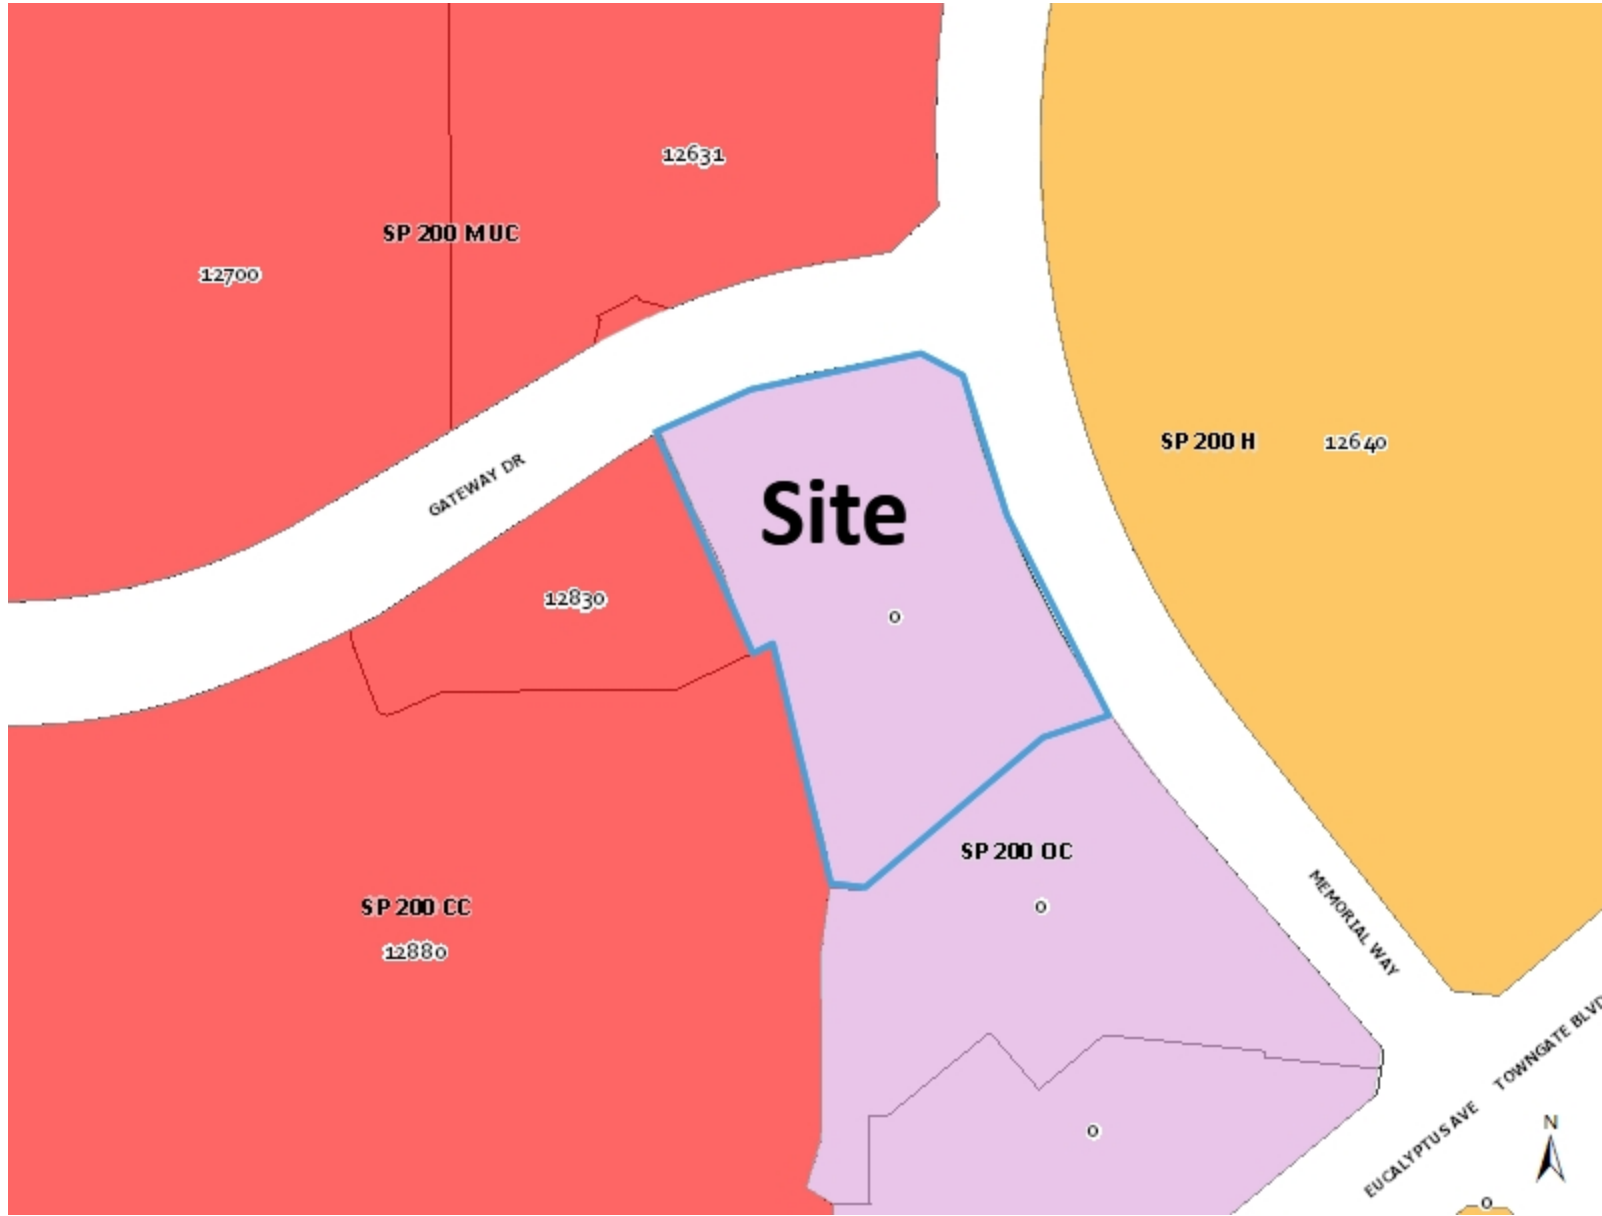 12631
SP 200 MUC
12700
SP 200 H
12640
GATEWAY DR
Site
12830
0
SP 200 OC
0
SP 200 CC
12880
MEMORIAL WAY
TOWNGATE BLVD
EUCALYPTUS AVE
0
N
0